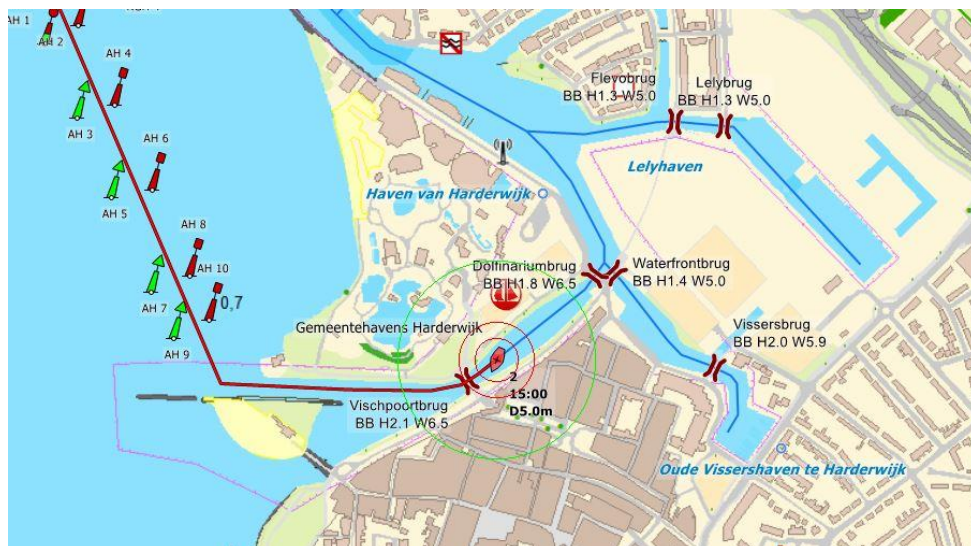 AH 1
AH 2
AH 4
AH 3
AH 6
AH 5
AH 8
AH 10
AH 7
0,7
AH 9
Flevobrug
BB H1.3 W5.0
Lelybrug
BB H1.3 W5.0
Lelyhaven
Haven van Harderwijk
Dolfinariumbrug
BB H1.8 W6.5
Waterfrontbrug
BB H1.4 W5.0
Gemeentehavens Harderwijk
Vissersbrug
BB H2.0 W5.9
2
15:00
D5.0m
Vischpoortbrug
BB H2.1 W6.5
Oude Vissershaven te Harderwijk